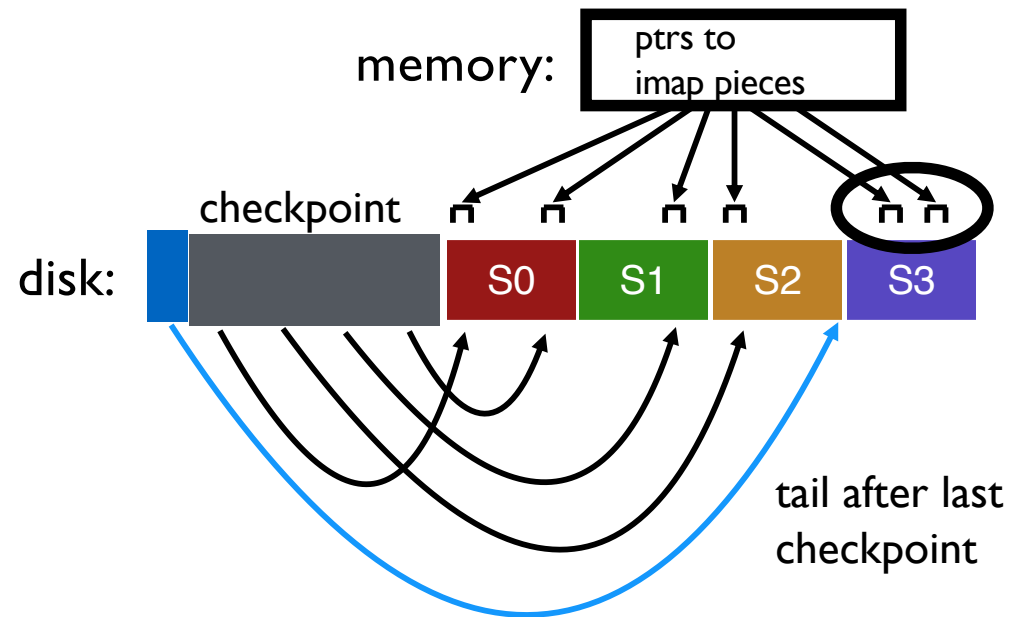 memory:
ptrs to
imap pieces
checkpoint
disk:
S0
S1
S2
S3
tail after last
checkpoint